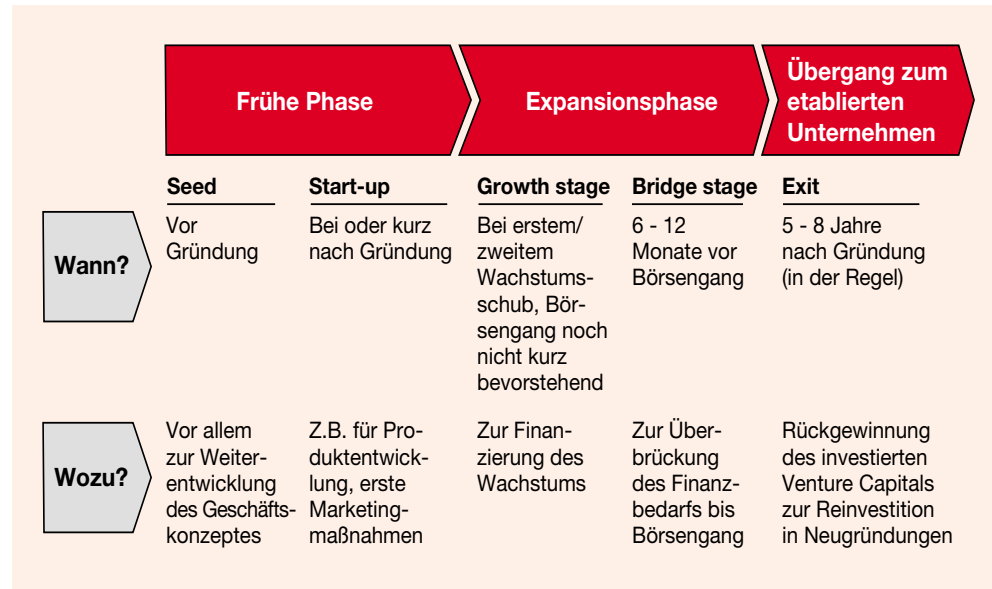 Frühe Phase
Expansionsphase
Übergang zum
etablierten
Unternehmen
Seed
Start-up
Growth stage
Bridge stage
Exit
Wann?
Vor
Gründung
Bei oder kurz
nach Gründung
Bei erstem/
zweitem
Wachstums-
schub, Bör-
sengang noch
nicht kurz
bevorstehend
6 - 12
Monate vor
Börsengang
5 - 8 Jahre
nach Gründung
(in der Regel)
Wozu?
Vor allem
zur Weiter-
entwicklung
des Geschäfts-
konzeptes
Z.B. für Pro-
duktentwick-
lung, erste
Marketing-
maßnahmen
Zur Finan-
zierung des
Wachstums
Zur Über-
brückung
des Finanz-
bedarfs bis
Börsengang
Rückgewinnung
des investierten
Venture Capitals
zur Reinvestition
in Neugründungen